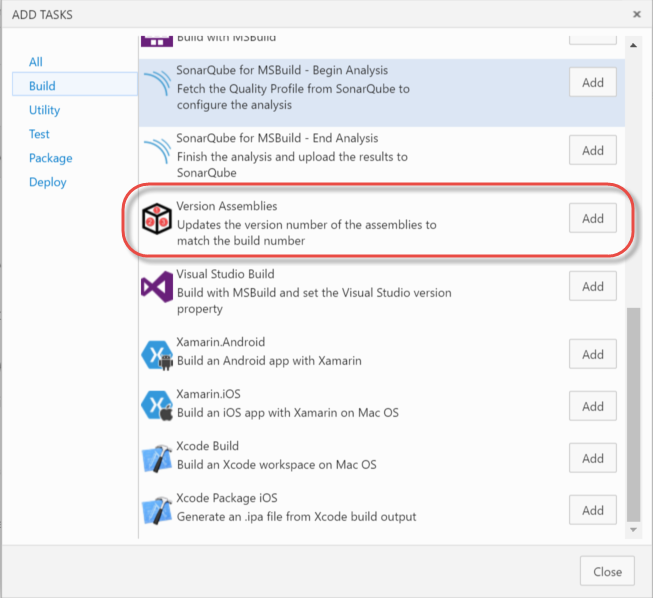 ADD TASKS
×
All
Build
Utility
Test
Package
Deploy
Build with MSBuild
SonarQube for MSBuild - Begin Analysis
Fetch the Quality Profile from SonarQube to
configure the analysis
Add
SonarQube for MSBuild - End Analysis
Finish the analysis and upload the results to
SonarQube
Add
Version Assemblies
Updates the version number of the assemblies to
match the build number
Add
Visual Studio Build
Build with MSBuild and set the Visual Studio version
property
Add
Xamarin.Android
Build an Android app with Xamarin
Add
Xamarin.iOS
Build an iOS app with Xamarin on Mac OS
Add
Xcode Build
Build an Xcode workspace on Mac OS
Add
Xcode Package iOS
Generate an .ipa file from Xcode build output
Add
Close